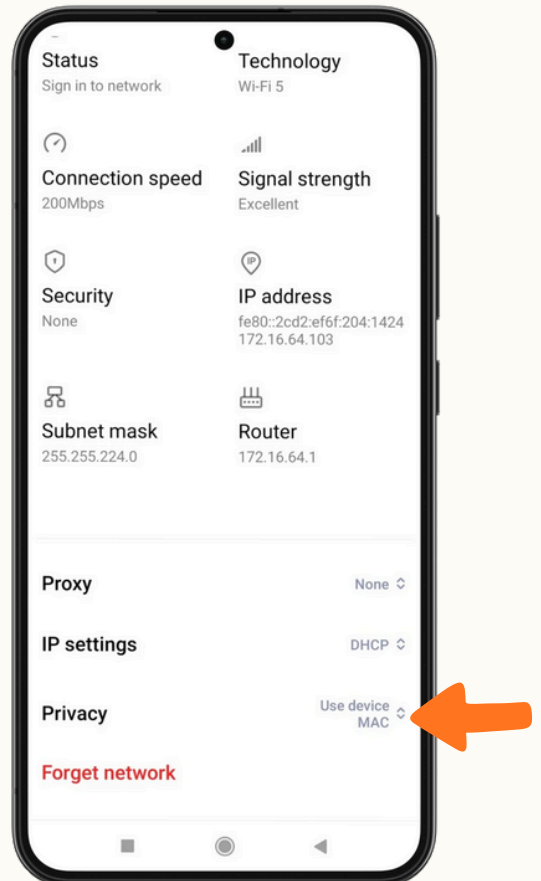 Status
Sign in to network
Technology
Wi-Fi 5
Connection speed
200Mbps
Signal strength
Excellent
Security
None
IP
IP address
fe80::2cd2:ef6f:204:1424
172.16.64.103
Subnet mask
255.255.224.0
Router
172.16.64.1
Proxy
None
IP settings
DHCP
Privacy
Use device
MAC
Forget network